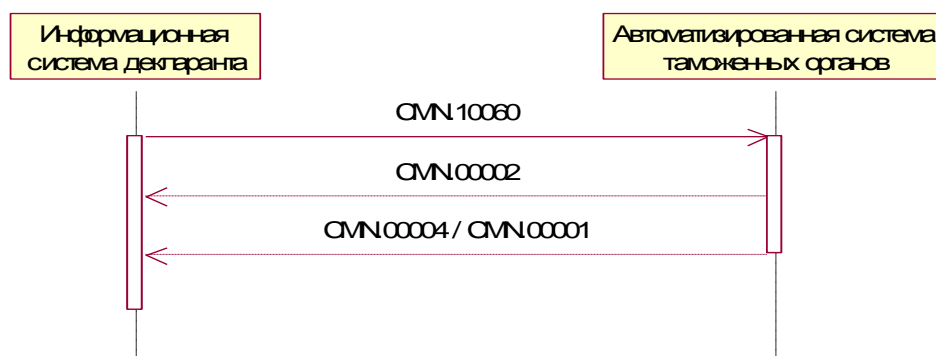 Информационная
система декларанта
Автоматизированная система
таможенных органов
CMN.10060
CMN.00002
CMN.00004 / CMN.00001